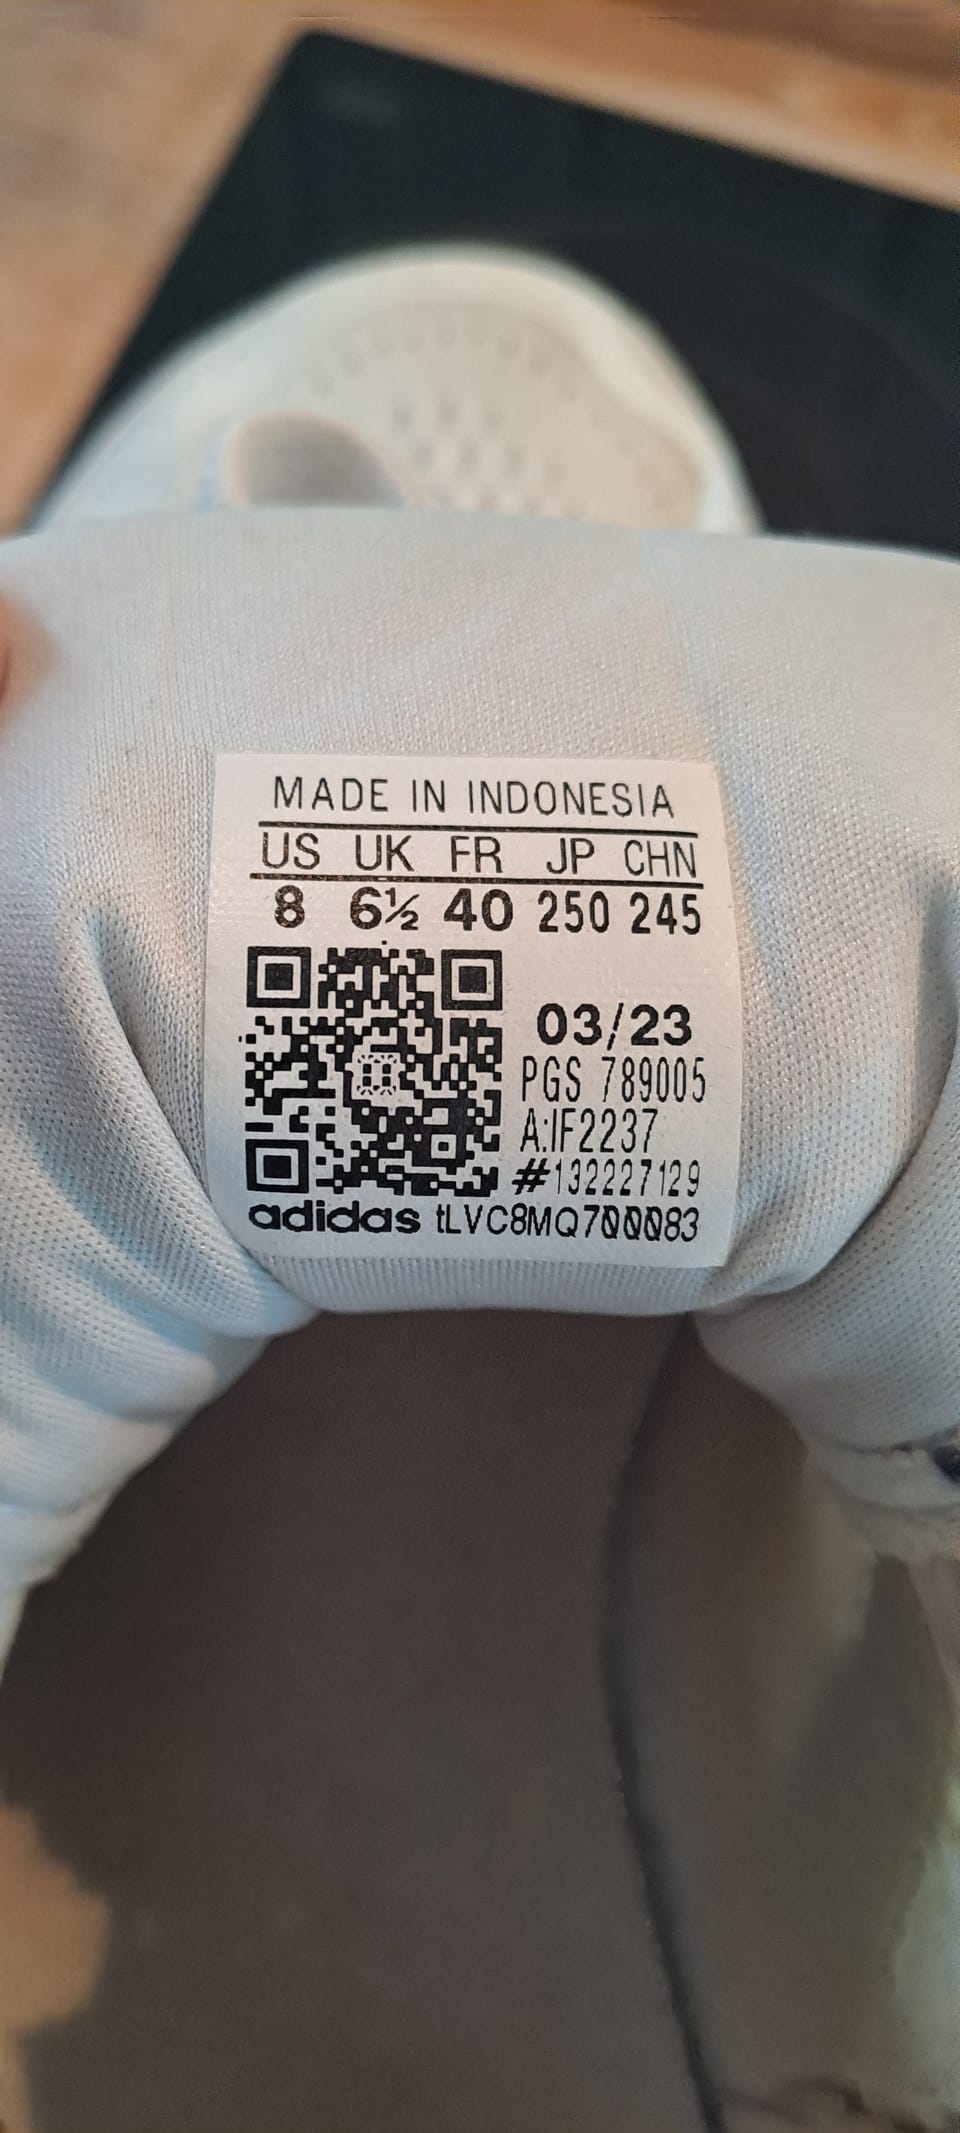 MADE IN INDONESIA
US UK FR JP CHN
8 6½ 40 250 245
03/23
PGS 789005
A:IF2237
#132227129
adidas tLVC8MQ700083